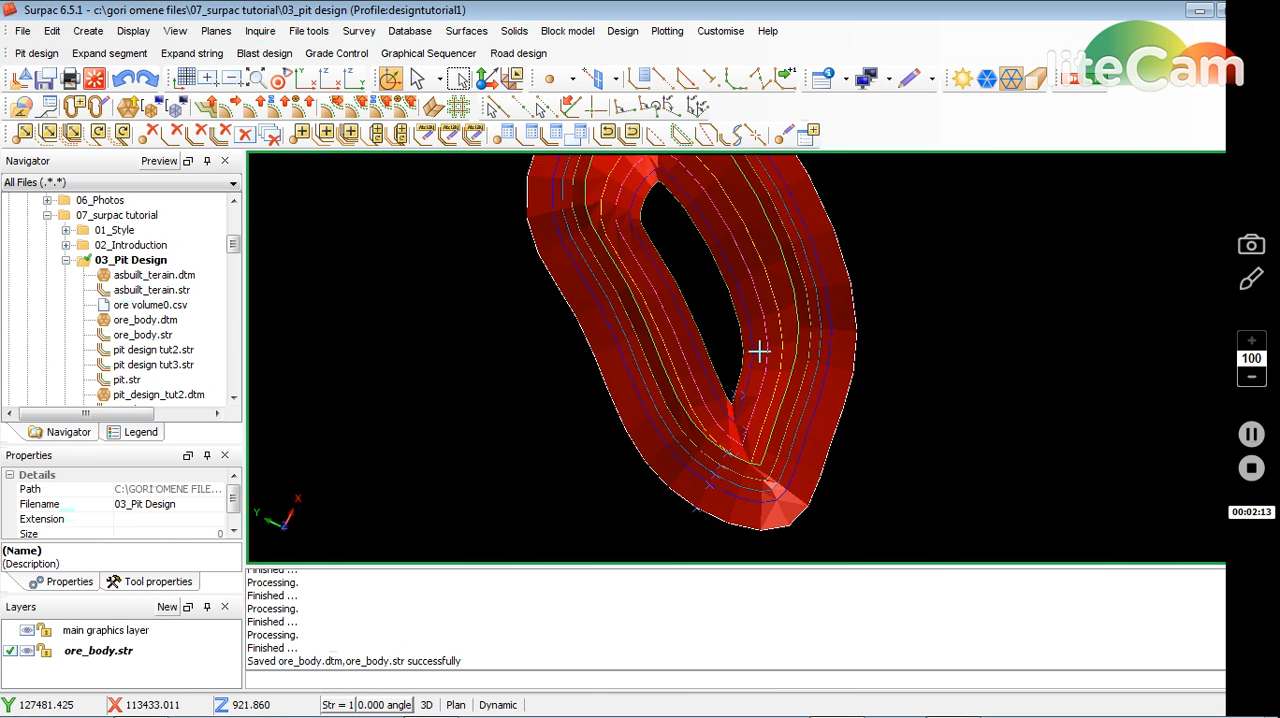 Surpac 6.5.1 - c:\gori omene files\07_surpac tutorial\03_pit design (Profile:designtutorial1)
File Edit Create Display View Planes Inquire File tools Survey Database Surfaces Solids Block model Design Plotting Customise Help
Pit design Expand segment Expand string Blast design Grade Control Graphical Sequencer Road design
liteCam
Navigator Preview
All Files (.*.*)
06_Photos
07_surpac tutorial
01_Style
02_Introduction
03_Pit Design
asbuilt_terain.dtm
asbuilt_terain.str
ore volume0.csv
ore_body.dtm
ore_body.str
pit design tut2.str
pit design tut3.str
pit.str
pit_design_tut2.dtm
Navigator Legend
Properties
Details
Path C:\GORI OMENE FILE...
Filename 03_Pit Design
Extension
Size 0
(Name)
(Description)
Properties Tool properties
Layers New
main graphics layer
ore_body.str
X
Y
Z
100
00:02:13
Finished ...
Processing.
Finished ...
Processing.
Finished ...
Processing.
Finished ...
Saved ore_body.dtm,ore_body.str successfully
Y 127481.425 X 113433.011 Z 921.860 Str = 1 0.000 angle 3D Plan Dynamic